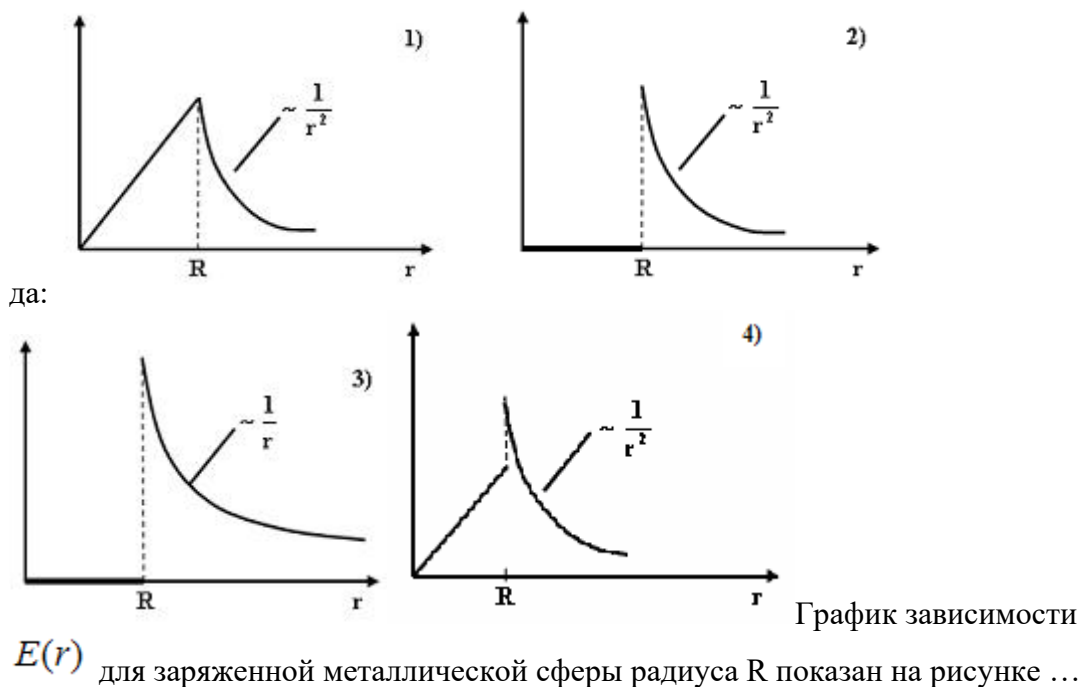 1)
~ 1/r²
R
r
2)
~ 1/r²
R
r
да:
3)
~ 1/r
R
r
4)
~ 1/r²
R
r
График зависимости
E(r) для заряженной металлической сферы радиуса R показан на рисунке …